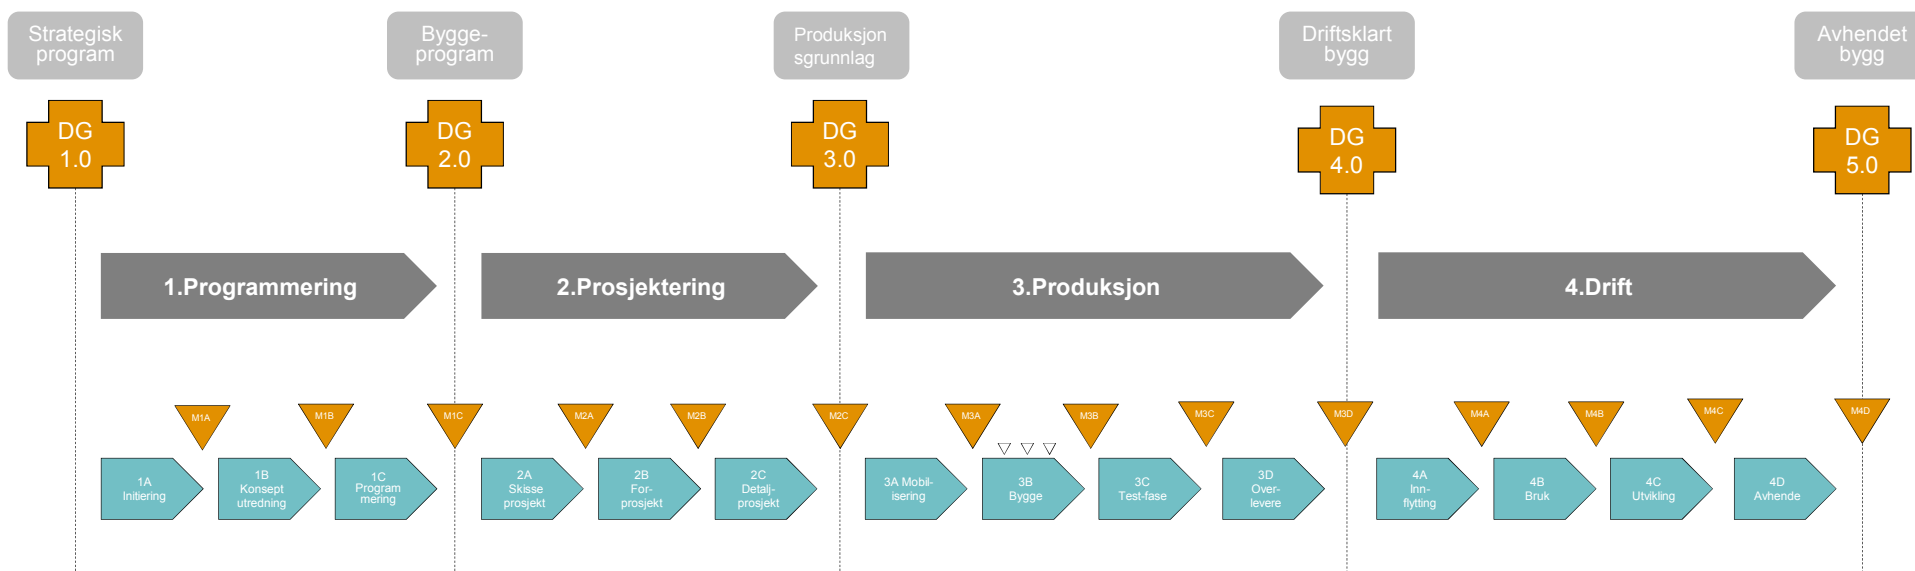 Strategisk
program
Bygge-
program
Produksjon
sgrunnlag
Driftsklart
bygg
Avhendet
bygg
DG
1.0
DG
2.0
DG
3.0
DG
4.0
DG
5.0
1.Programmering
2.Prosjektering
3.Produksjon
4.Drift
M1A
M1B
M1C
M2A
M2B
M2C
M3A
M3B
M3C
M3D
M4A
M4B
M4C
M4D
1A
Initiering
1B
Konsept
utredning
1C
Program
mering
2A
Skisse
prosjekt
2B
For-
prosjekt
2C
Detalj-
prosjekt
3A Mobil-
isering
3B
Bygge
3C
Test-fase
3D
Over-
levere
4A
Inn-
flytting
4B
Bruk
4C
Utvikling
4D
Avhende